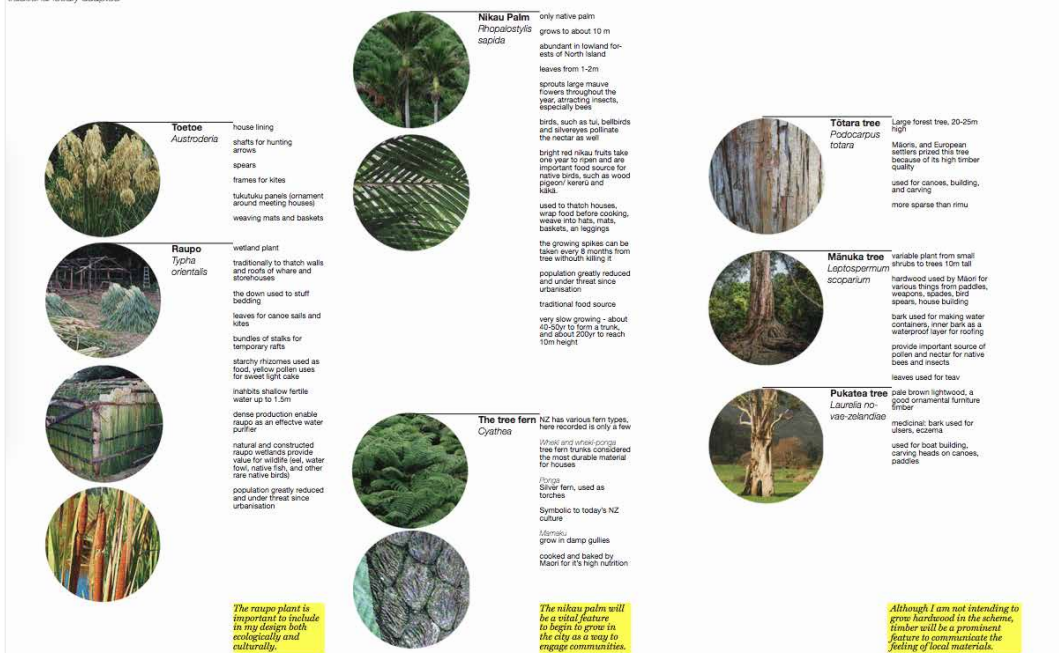 Toetoe
Austroderia
house lining
shafts for hunting
arrows
spears
frames for kites
tukutuku panels (ornament
around meeting houses)
weaving mats and baskets
Raupo
Typha
orientalis
wetland plant
traditionally to thatch walls
and roofs of whare and
storehouses
the down used to stuff
bedding
leaves for canoe sails and
kites
bundles of stalks for
temporary rafts
starchy rhizomes used as
food, yellow pollen uses
for sweet light cake
inahbits shallow fertile
water up to 1.5m
dense production enable
raupo as an effective water
purifier
natural and constructed
raupo wetlands provide
value for wildlife (eel, water
fowl, native fish, and other
rare native birds)
population greatly reduced
and under threat since
urbanisation
The raupo plant is
important to include
in my design both
ecologically and
culturally.
Nikau Palm
Rhopalostylis
sapida
only native palm
grows to about 10 m
abundant in lowland for-
ests of North Island
leaves from 1-2m
sprouts large mauve
flowers throughout the
year, atrracting insects,
especially bees
birds, such as tui, bellbirds
and silvereyes pollinate
the nectar as well
bright red nikau fruits take
one year to ripen and are
important food source for
native birds, such as wood
pigeon/ kererū and
kaka.
used to thatch houses,
wrap food before cooking,
weave into hats, mats,
baskets, an leggings
the growing spikes can be
taken every 8 months from
tree withouth killing it
population greatly reduced
and under threat since
urbanisation
traditional food source
very slow growing - about
40-50yr to form a trunk,
and about 200yr to reach
10m height
The tree fern
Cyathea
NZ has various fern types,
here recorded is only a few
Wheki and wheki-ponga
tree fern trunks considered
the most durable material
for houses
Ponga
Silver fern, used as
torches
Symbolic to today's NZ
culture
Mamaku
grow in damp gullies
cooked and baked by
Maori for it's high nutrition
The nikau palm will
be a vital feature
to begin to grow in
the city as a way to
engage communities.
Tōtara tree
Podocarpus
totara
Large forest tree, 20-25m
high
Māoris, and European
settlers prized this tree
because of its high timber
quality
used for canoes, building,
and carving
more sparse than rimu
Mānuka tree
Leptospermum
scoparium
variable plant from small
shrubs to trees 10m tall
hardwood used by Māori for
various things from paddles,
weapons, spades, bird
spears, house building
bark used for making water
containers, inner bark as a
waterproof layer for roofing
provide important source of
pollen and nectar for native
bees and insects
leaves used for teav
Pukatea tree
Laurelia no-
vae-zelandiae
pale brown lightwood, a
good ornamental furniture
timber
medicinal: bark used for
ulsers, eczema
used for boat building,
carving heads on canoes,
paddles
Although I am not intending to
grow hardwood in the scheme,
timber will be a prominent
feature to communicate the
feeling of local materials.